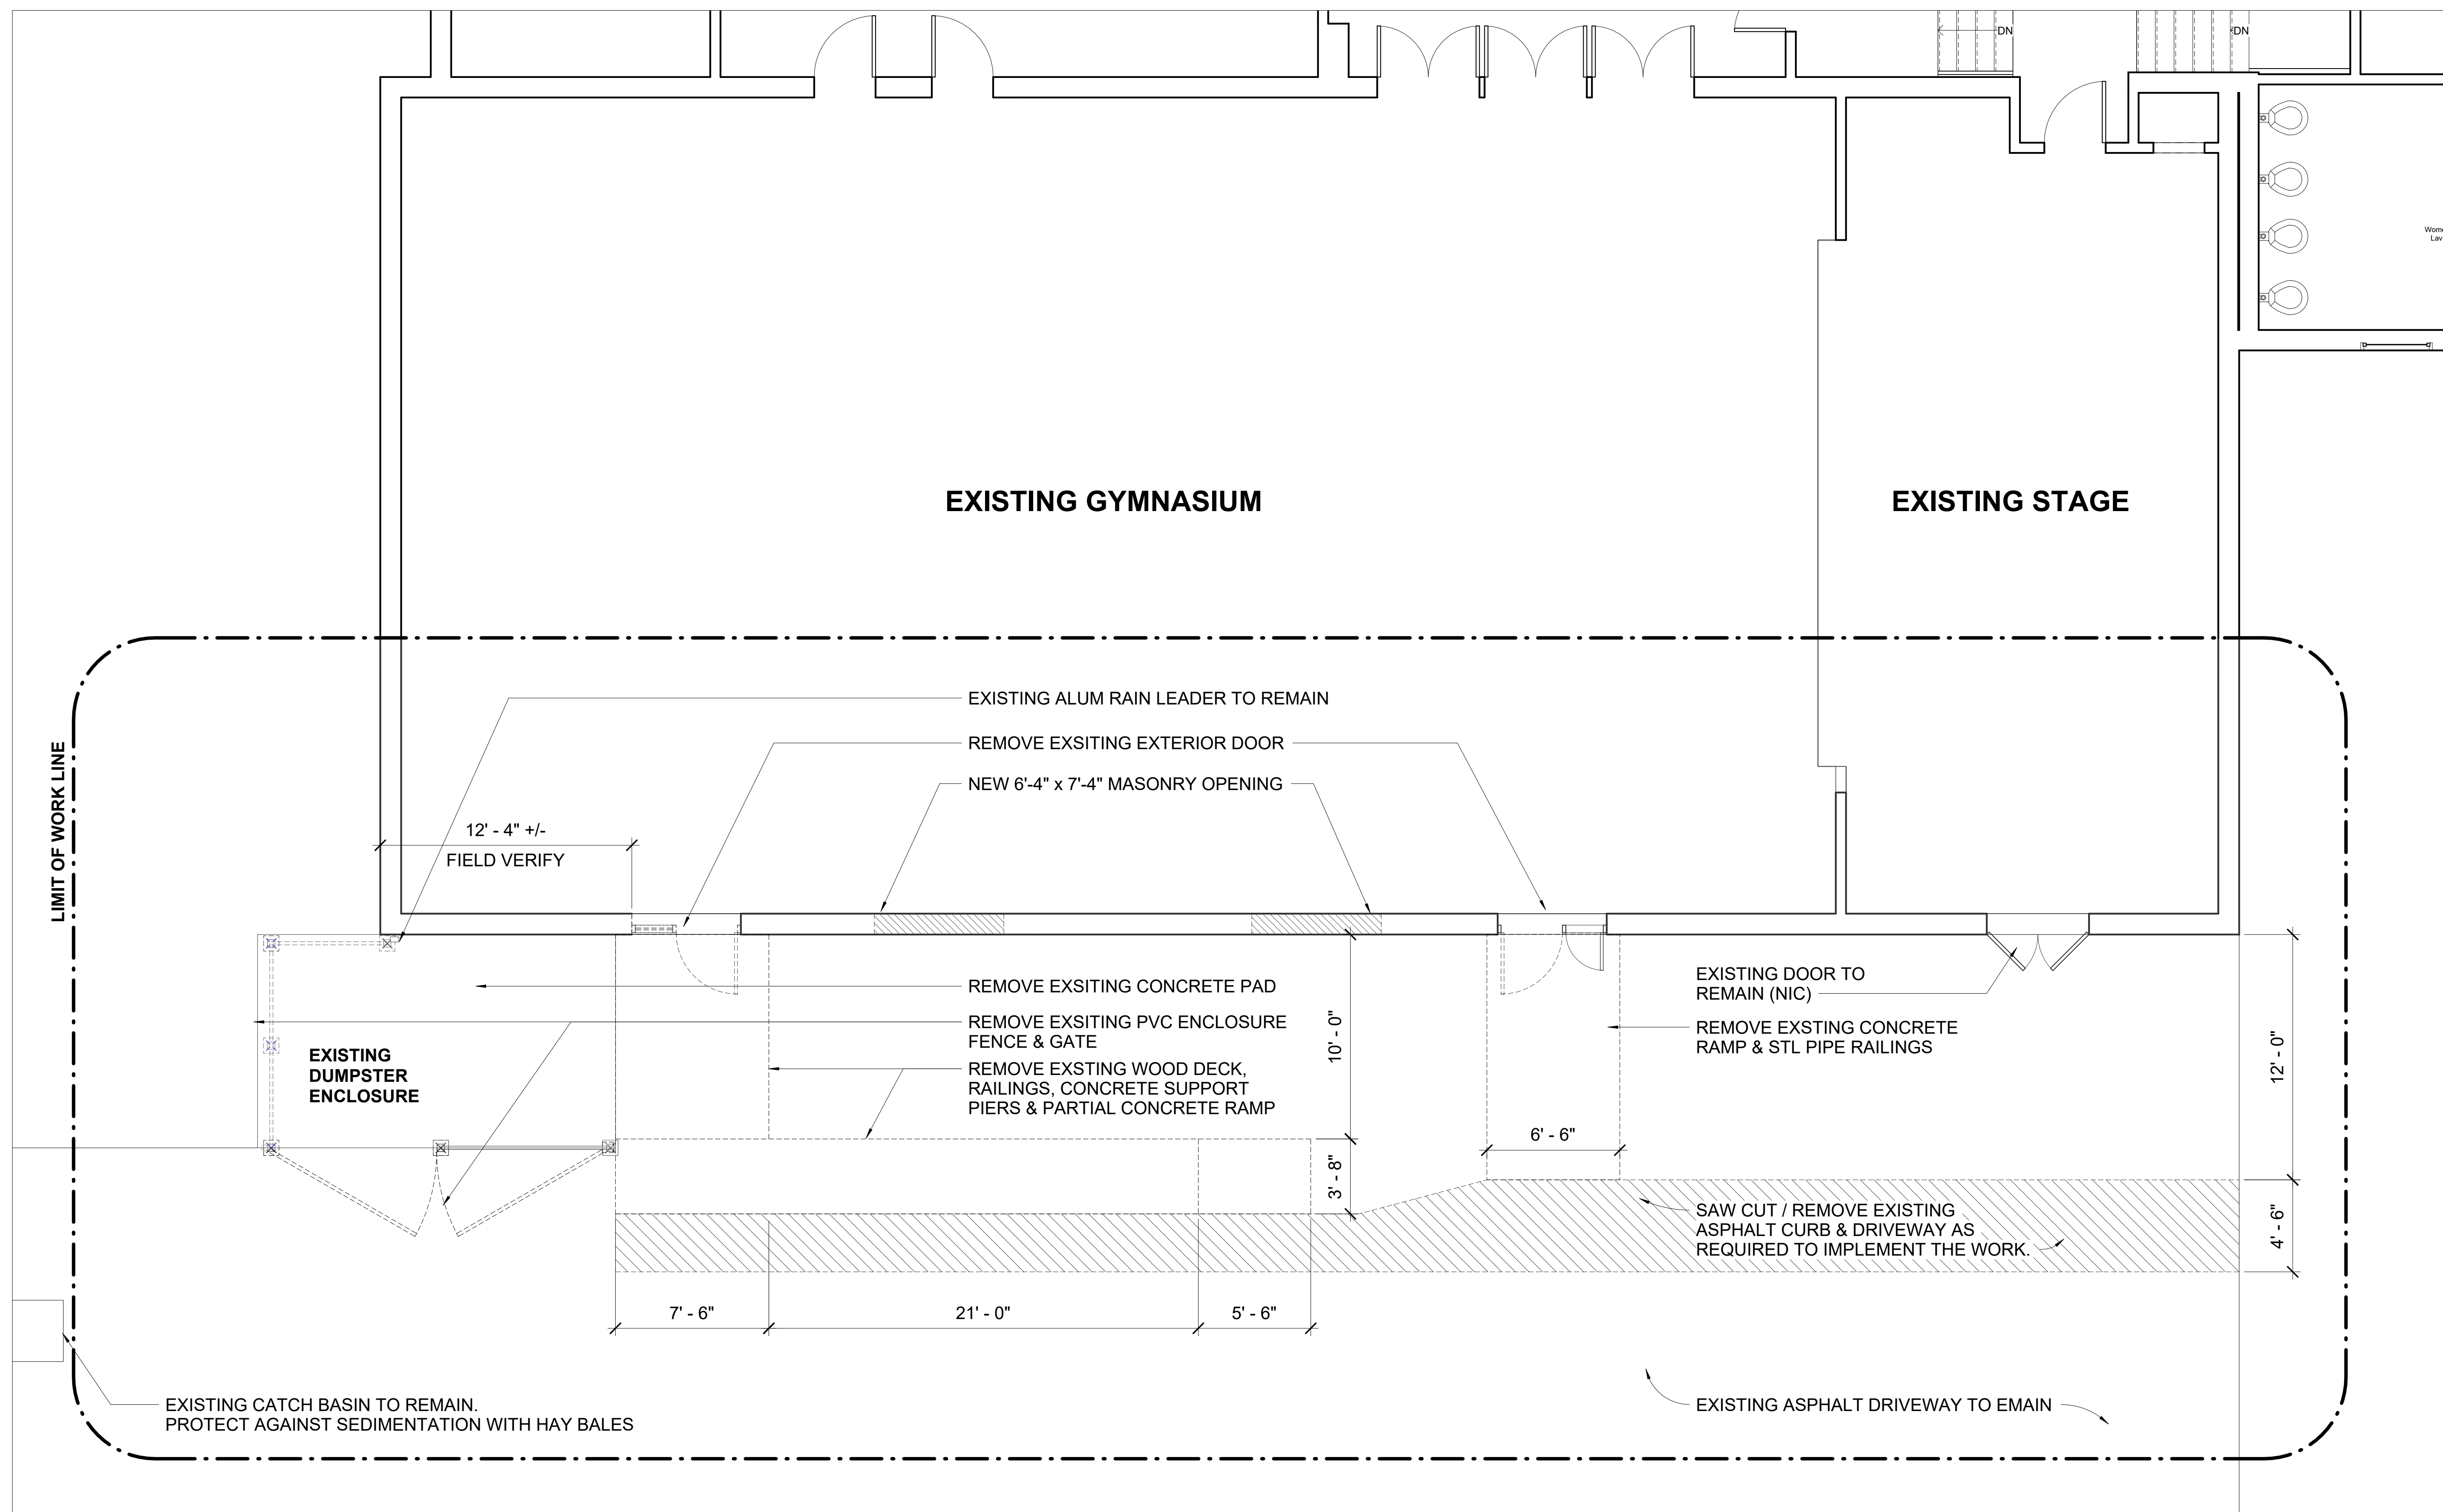 DN
DN
EXISTING GYMNASIUM
EXISTING STAGE
LIMIT OF WORK LINE
EXISTING ALUM RAIN LEADER TO REMAIN
REMOVE EXSITING EXTERIOR DOOR
NEW 6'-4" x 7'-4" MASONRY OPENING
12' - 4" +/-
FIELD VERIFY
REMOVE EXSITING CONCRETE PAD
REMOVE EXSITING PVC ENCLOSURE
FENCE & GATE
EXISTING
DUMPSTER
ENCLOSURE
REMOVE EXSTING WOOD DECK,
RAILINGS, CONCRETE SUPPORT
PIERS & PARTIAL CONCRETE RAMP
10' - 0"
3' - 8"
6' - 6"
EXISTING DOOR TO
REMAIN (NIC)
REMOVE EXSTING CONCRETE
RAMP & STL PIPE RAILINGS
12' - 0"
4' - 6"
SAW CUT / REMOVE EXISTING
ASPHALT CURB & DRIVEWAY AS
REQUIRED TO IMPLEMENT THE WORK.
7' - 6"
21' - 0"
5' - 6"
EXISTING CATCH BASIN TO REMAIN.
PROTECT AGAINST SEDIMENTATION WITH HAY BALES
EXISTING ASPHALT DRIVEWAY TO EMAIN